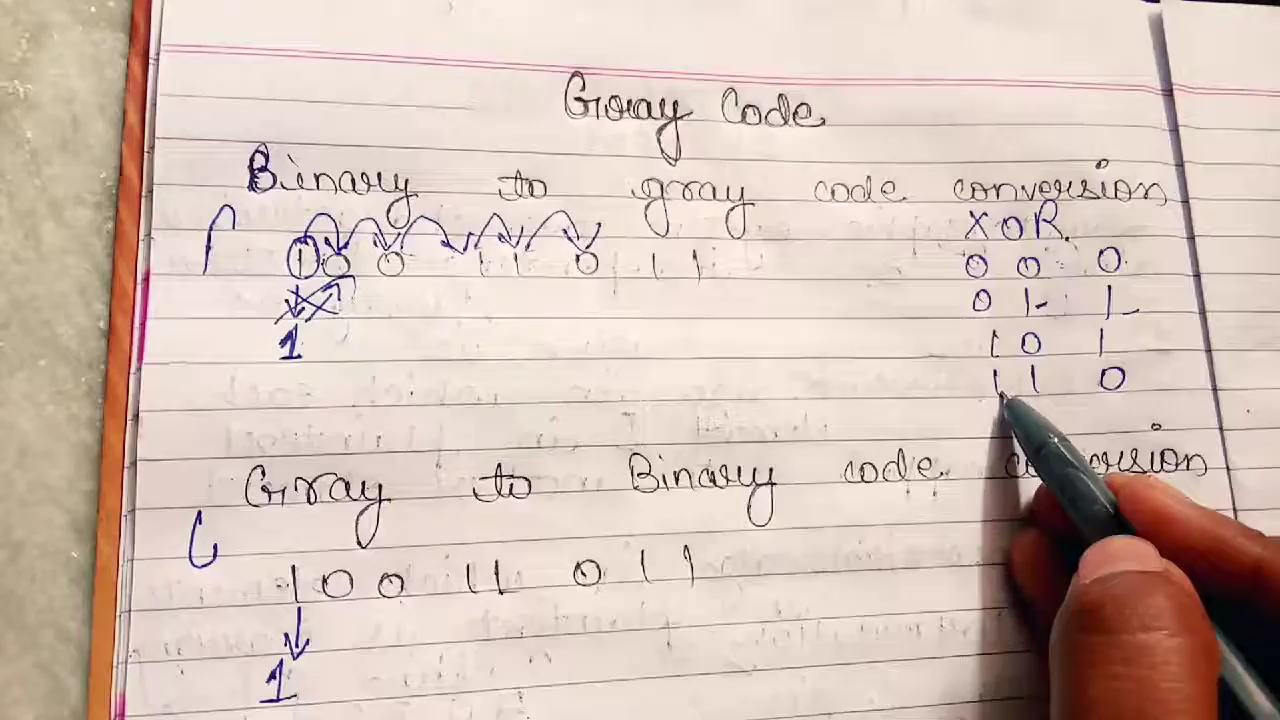 Gray Code
Binary to gray code conversion
XOR
1 0 0 1 1 0 1 1
0 0 0
0 1 1
1
1 0 1
1 1 0
Gray to Binary code conversion
1 0 0 1 1 0 1 1
1